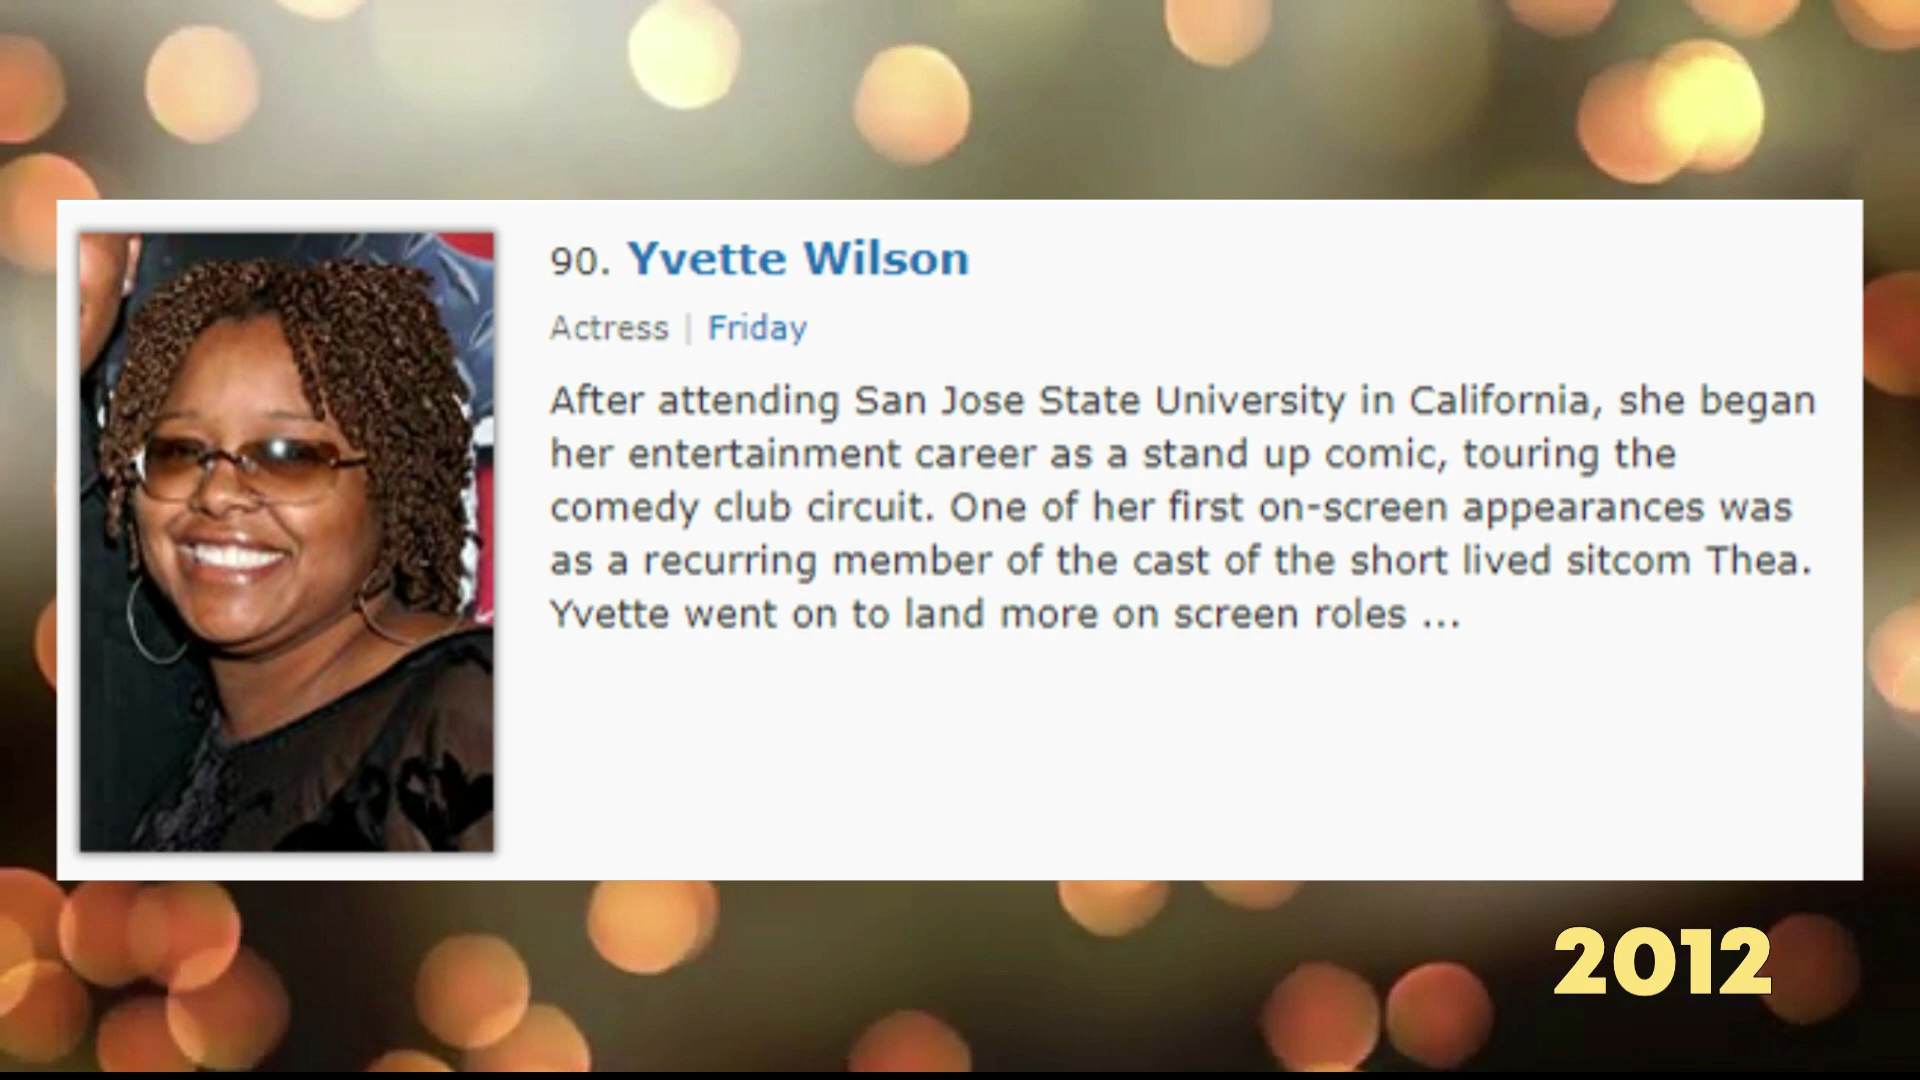 90. Yvette Wilson
Actress | Friday
After attending San Jose State University in California, she began
her entertainment career as a stand up comic, touring the
comedy club circuit. One of her first on-screen appearances was
as a recurring member of the cast of the short lived sitcom Thea.
Yvette went on to land more on screen roles ...
2012